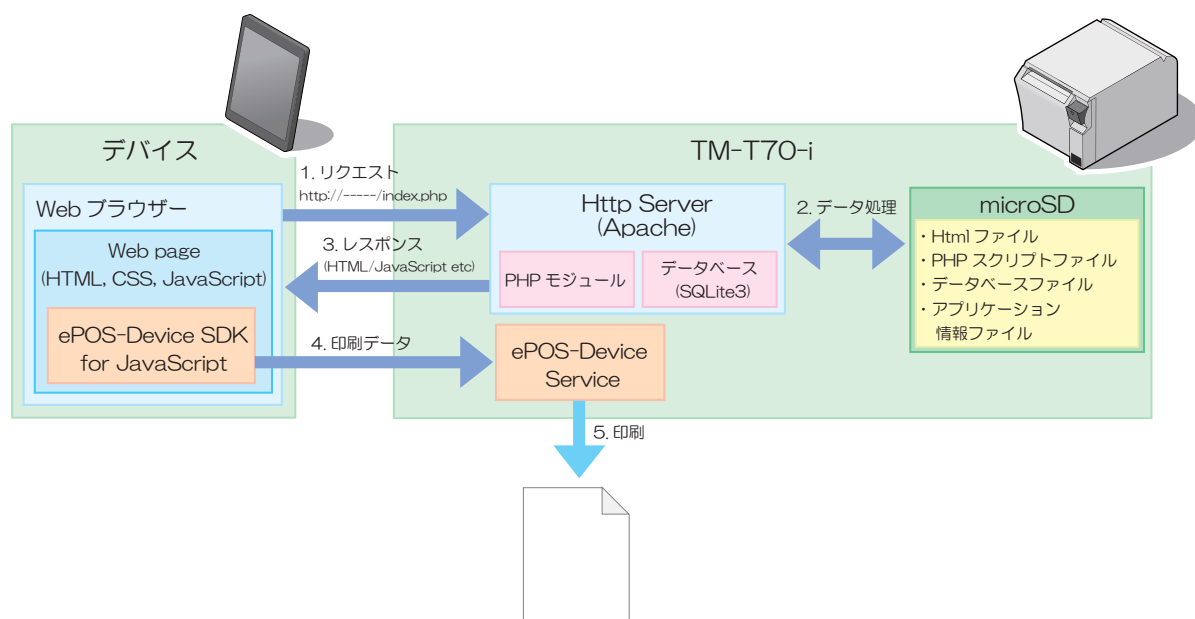 デバイス
TM-T70-i
1. リクエスト
http://-----/index.php
Web ブラウザー
Web page
(HTML, CSS, JavaScript)
ePOS-Device SDK
for JavaScript
3. レスポンス
(HTML/JavaScript etc)
4. 印刷データ
Http Server
(Apache)
PHP モジュール
データベース
(SQLite3)
ePOS-Device
Service
5. 印刷
2. データ処理
microSD
・Html ファイル
・PHP スクリプトファイル
・データベースファイル
・アプリケーション
情報ファイル